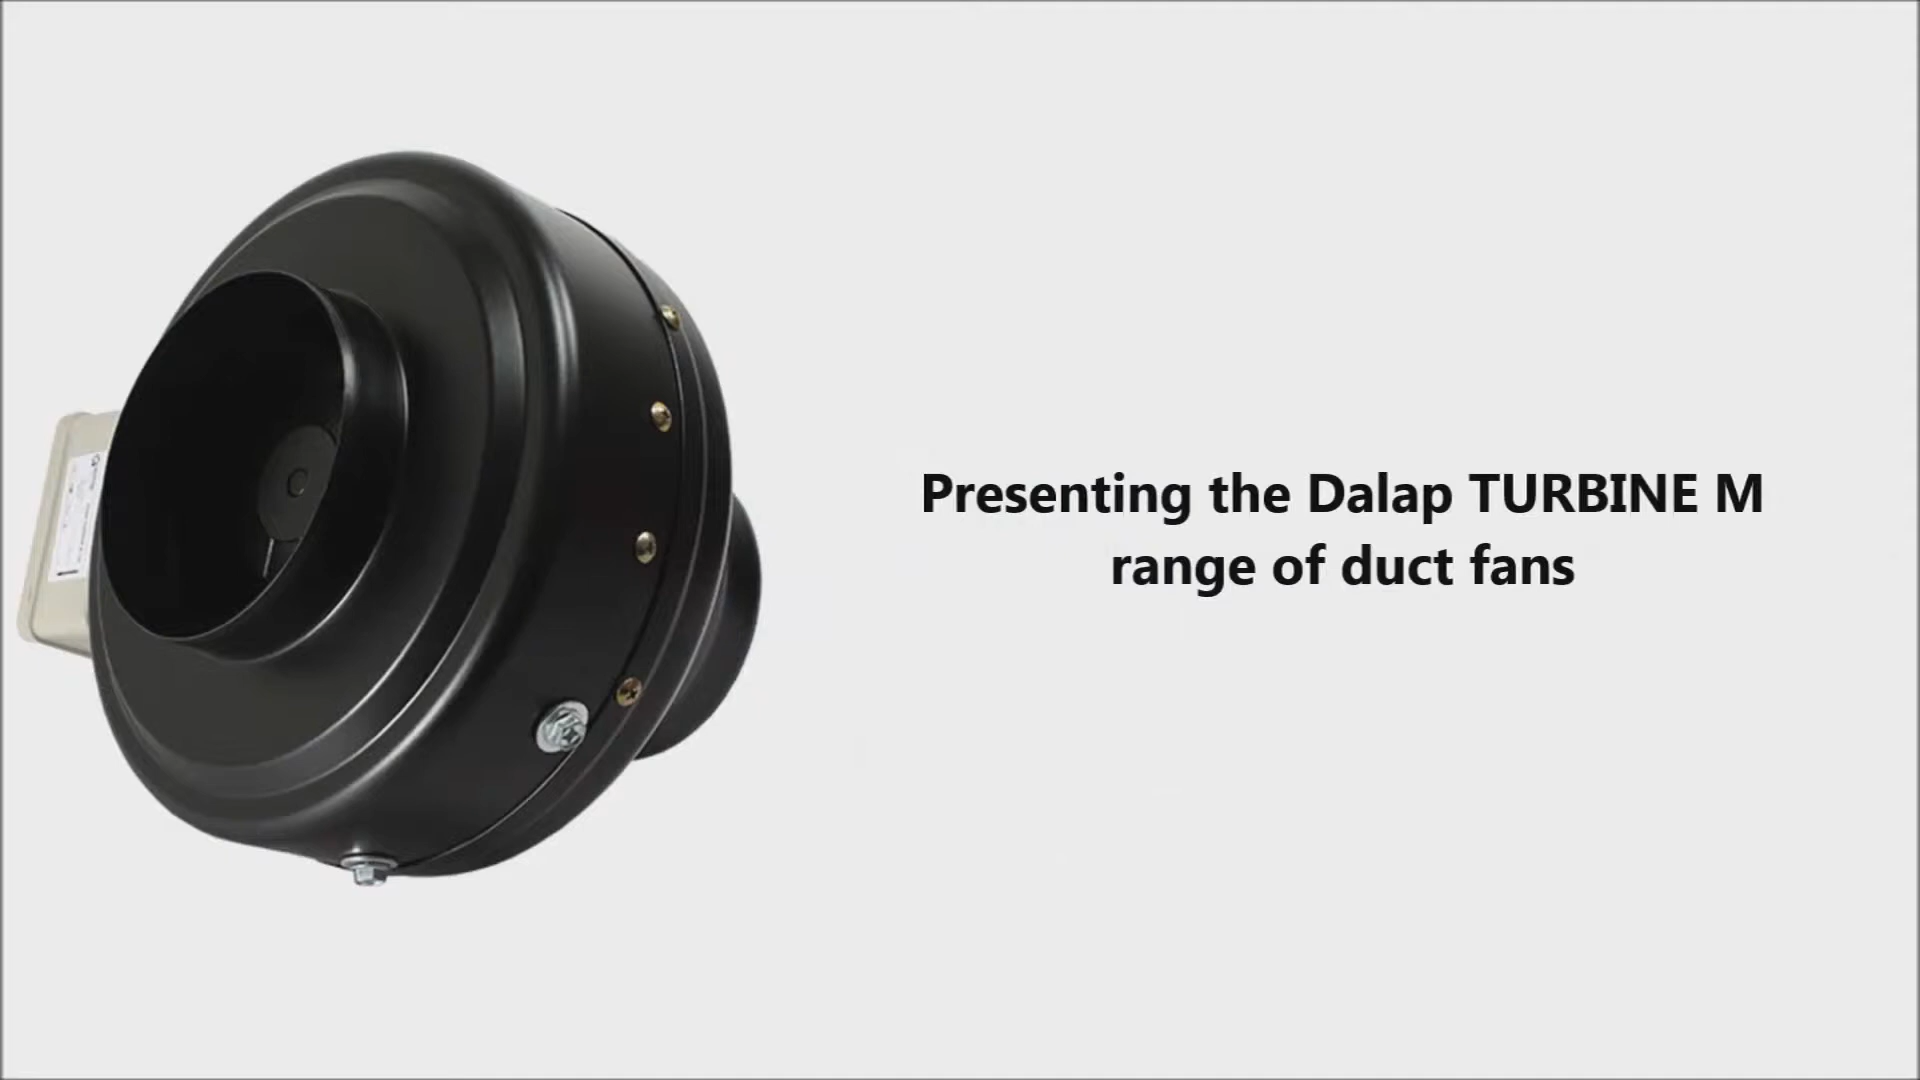 Presenting the Dalap TURBINE M
range of duct fans